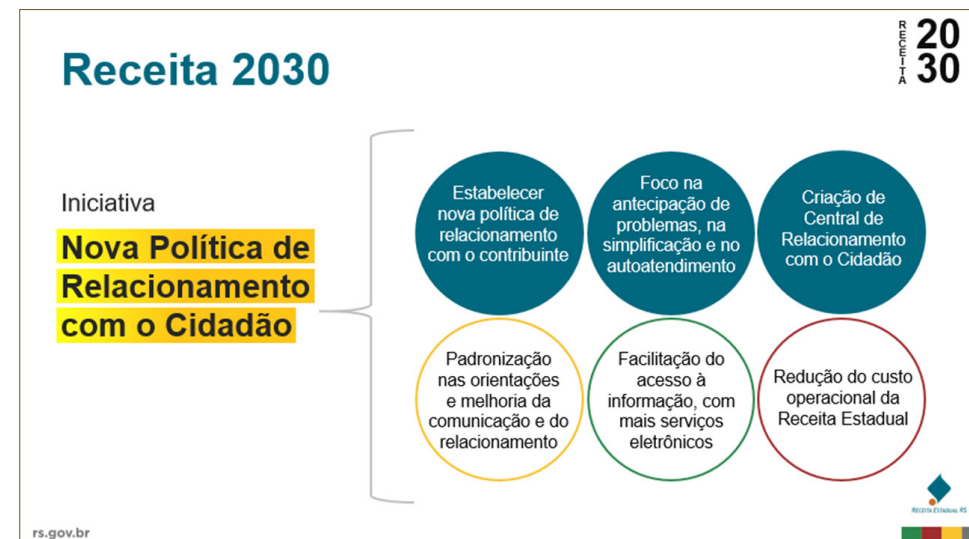 Receita 2030
RECEITA
20
30
Iniciativa
Nova Política de
Relacionamento
com o Cidadão
Estabelecer
nova política de
relacionamento
com o contribuinte
Foco na
antecipação de
problemas, na
simplificação e no
autoatendimento
Criação de
Central de
Relacionamento
com o Cidadão
Padronização
nas orientações
e melhoria da
comunicação e do
relacionamento
Facilitação do
acesso à
informação, com
mais serviços
eletrônicos
Redução do custo
operacional da
Receita Estadual
RECEITA ESTADUAL RS
rs.gov.br